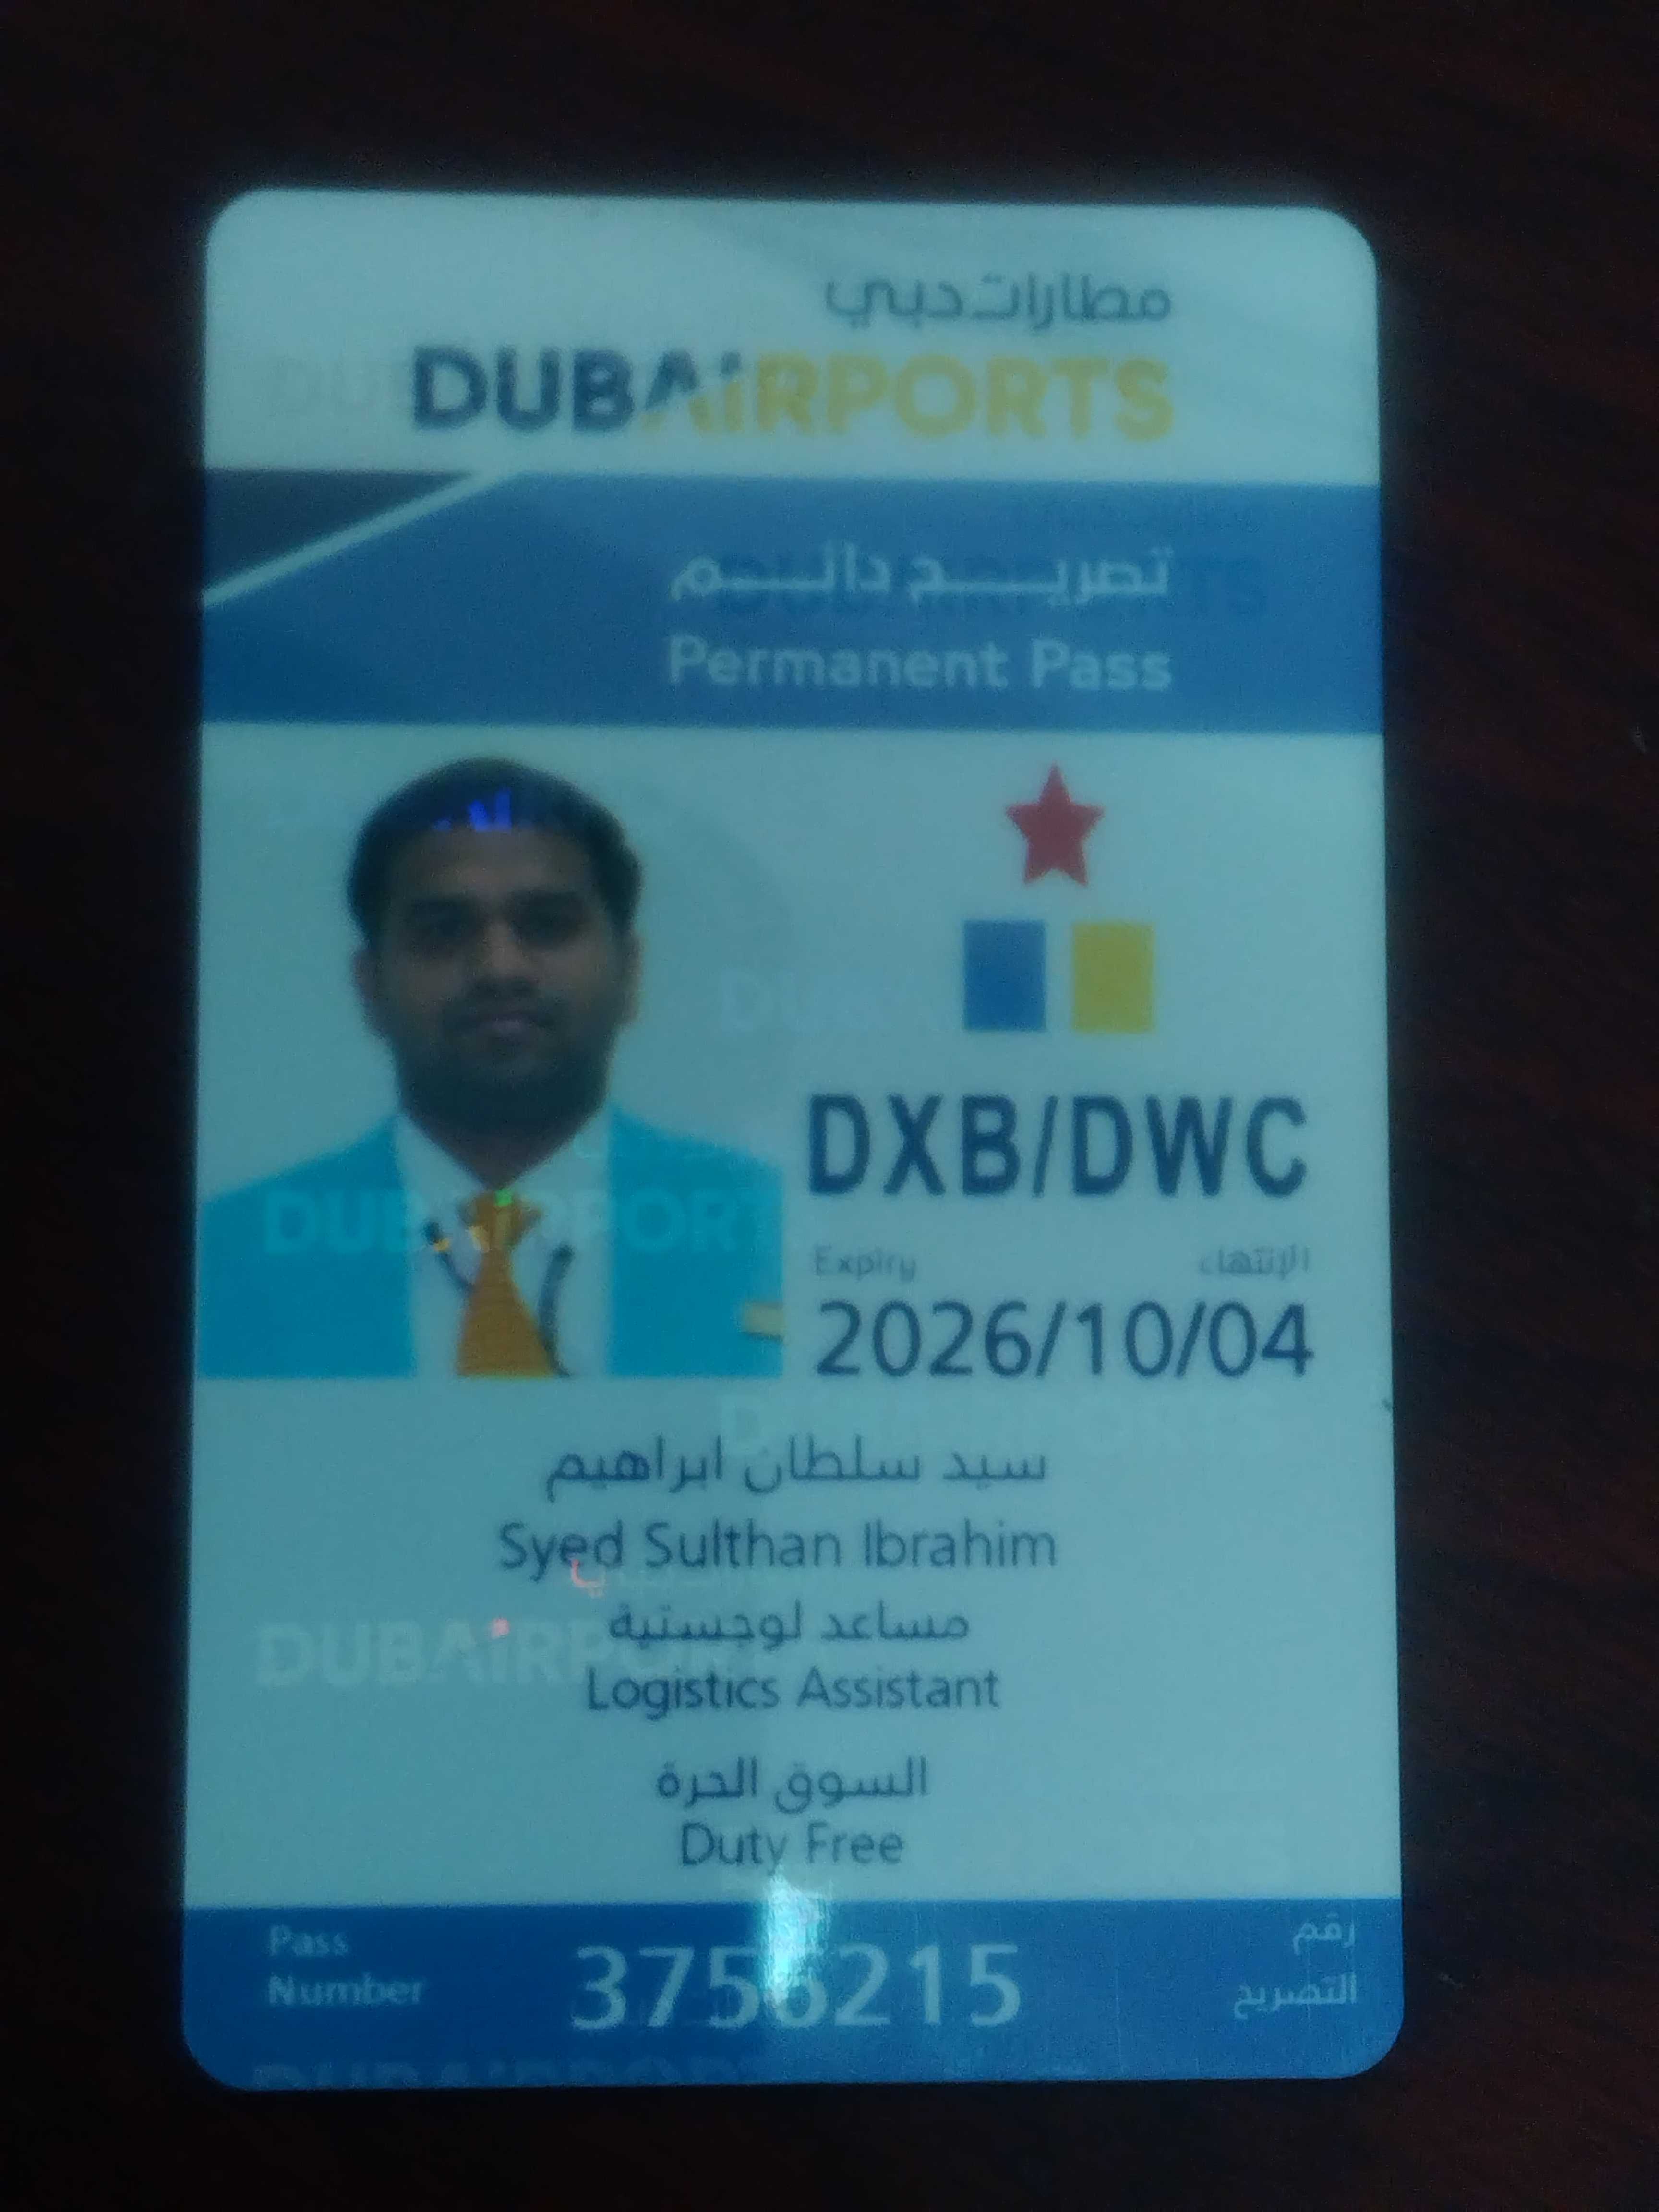 مطارات دبي
DUBAiRPORTS
تصريح دائم
Permanent Pass
DXB/DWC
Expiry الإنتهاء
2026/10/04
سيد سلطان ابراهيم
Syed Sulthan Ibrahim
مساعد لوجستية
Logistics Assistant
السوق الحرة
Duty Free
Pass Number 3756215 رقم التصريح